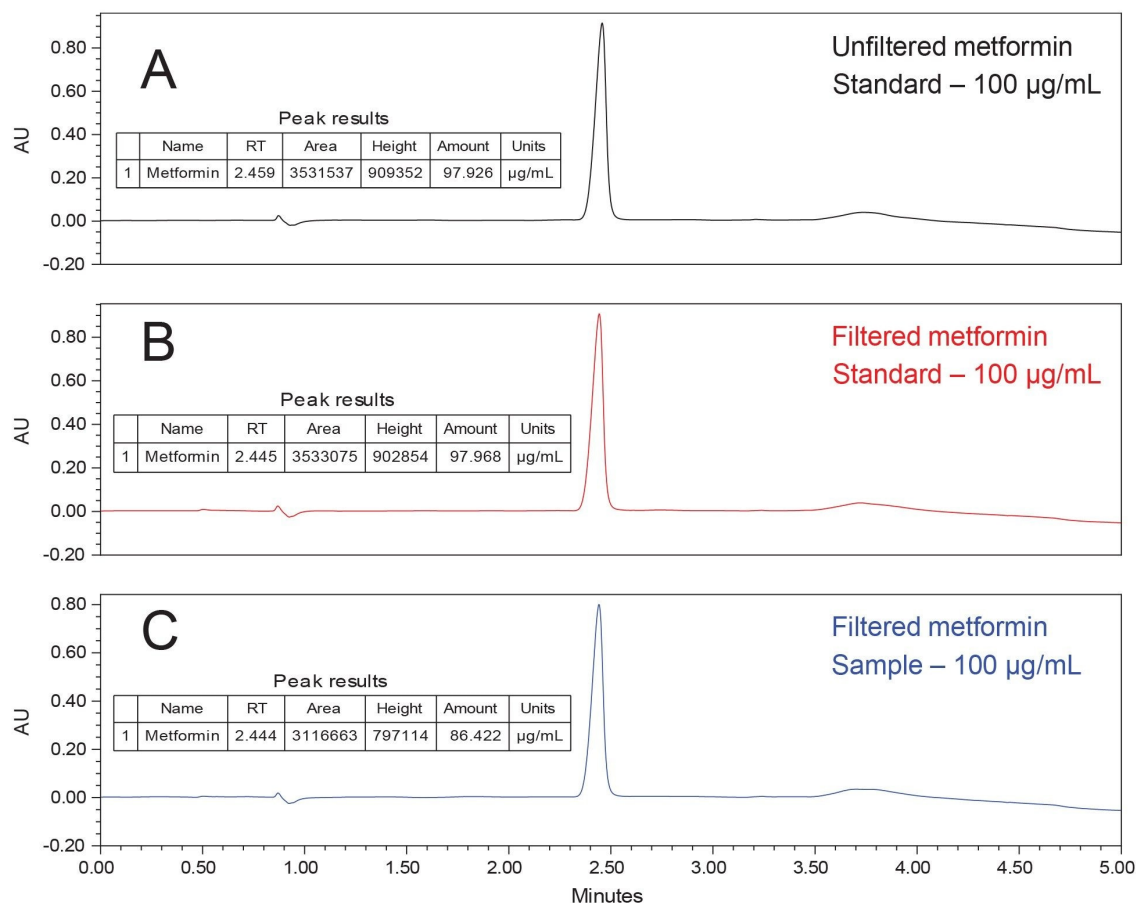 A
Unfiltered metformin
Standard – 100 µg/mL
Peak results
Name RT Area Height Amount Units
1 Metformin 2.459 3531537 909352 97.926 µg/mL
AU
0.80
0.60
0.40
0.20
0.00
-0.20
B
Filtered metformin
Standard – 100 µg/mL
Peak results
Name RT Area Height Amount Units
1 Metformin 2.445 3533075 902854 97.968 µg/mL
AU
0.80
0.60
0.40
0.20
0.00
-0.20
C
Filtered metformin
Sample – 100 µg/mL
Peak results
Name RT Area Height Amount Units
1 Metformin 2.444 3116663 797114 86.422 µg/mL
AU
0.80
0.60
0.40
0.20
0.00
-0.20
0.00 0.50 1.00 1.50 2.00 2.50 3.00 3.50 4.00 4.50 5.00
Minutes